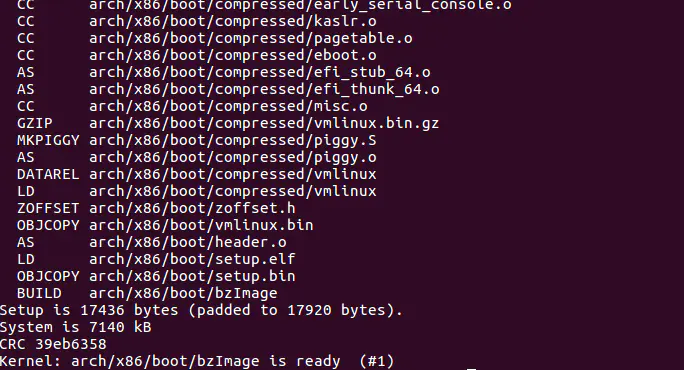 CC      arch/x86/boot/compressed/early_serial_console.o
CC      arch/x86/boot/compressed/kaslr.o
CC      arch/x86/boot/compressed/pagetable.o
CC      arch/x86/boot/compressed/eboot.o
AS      arch/x86/boot/compressed/efi_stub_64.o
AS      arch/x86/boot/compressed/efi_thunk_64.o
CC      arch/x86/boot/compressed/misc.o
GZIP    arch/x86/boot/compressed/vmlinux.bin.gz
MKPIGGY arch/x86/boot/compressed/piggy.S
AS      arch/x86/boot/compressed/piggy.o
DATAREL arch/x86/boot/compressed/vmlinux
LD      arch/x86/boot/compressed/vmlinux
ZOFFSET arch/x86/boot/zoffset.h
OBJCOPY arch/x86/boot/vmlinux.bin
AS      arch/x86/boot/header.o
LD      arch/x86/boot/setup.elf
OBJCOPY arch/x86/boot/setup.bin
BUILD   arch/x86/boot/bzImage
Setup is 17436 bytes (padded to 17920 bytes).
System is 7140 kB
CRC 39eb6358
Kernel: arch/x86/boot/bzImage is ready  (#1)